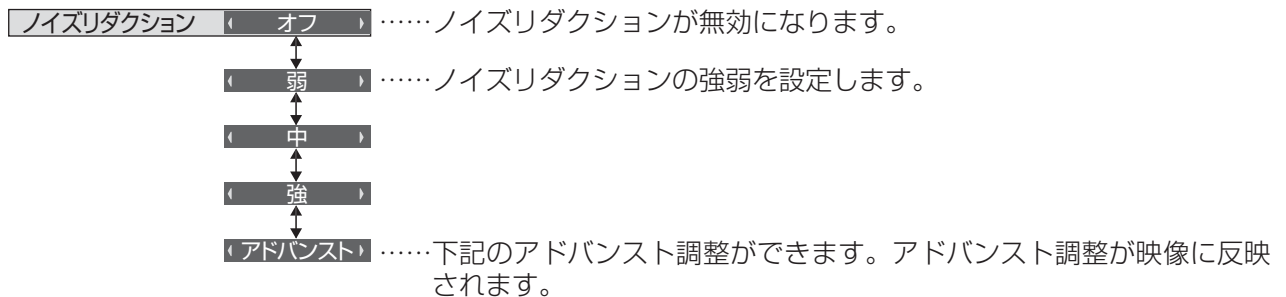 ノイズリダクション オフ ……ノイズリダクションが無効になります。
弱 ……ノイズリダクションの強弱を設定します。
中
強
アドバンスト ……下記のアドバンスト調整ができます。アドバンスト調整が映像に反映
されます。